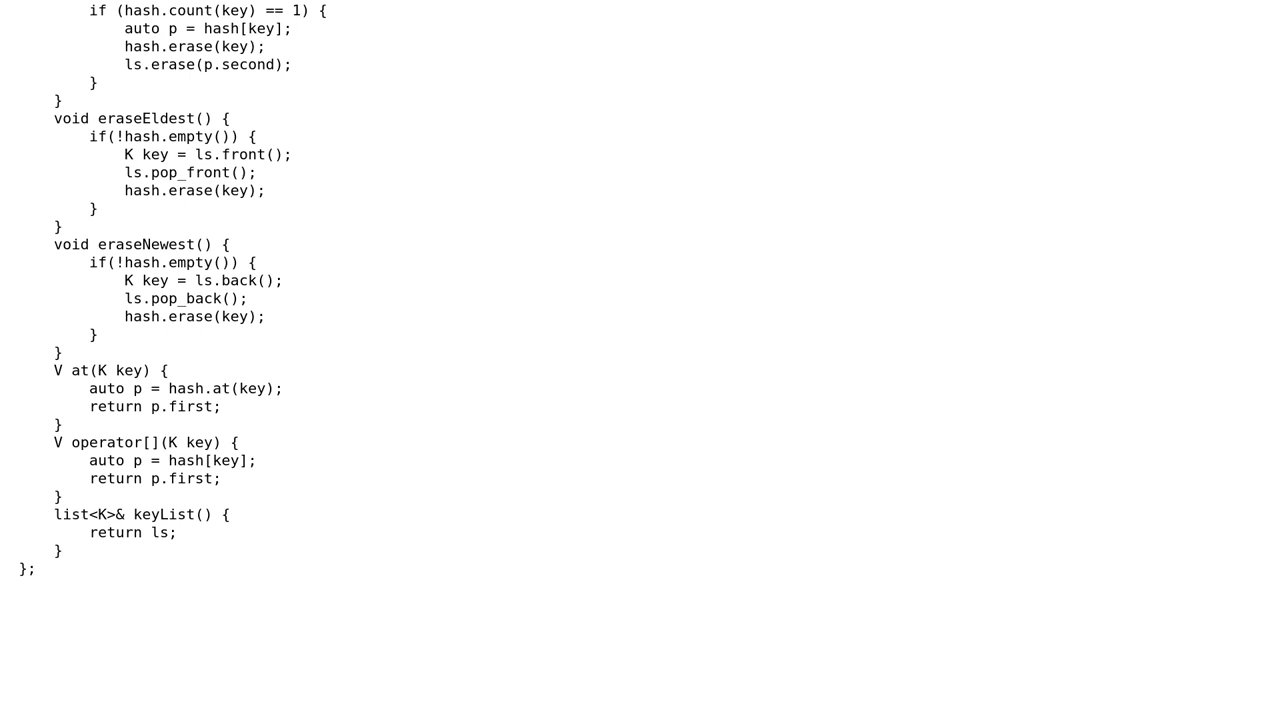 if (hash.count(key) == 1) {
            auto p = hash[key];
            hash.erase(key);
            ls.erase(p.second);
        }
    }
    void eraseEldest() {
        if(!hash.empty()) {
            K key = ls.front();
            ls.pop_front();
            hash.erase(key);
        }
    }
    void eraseNewest() {
        if(!hash.empty()) {
            K key = ls.back();
            ls.pop_back();
            hash.erase(key);
        }
    }
    V at(K key) {
        auto p = hash.at(key);
        return p.first;
    }
    V operator[](K key) {
        auto p = hash[key];
        return p.first;
    }
    list<K>& keyList() {
        return ls;
    }
};